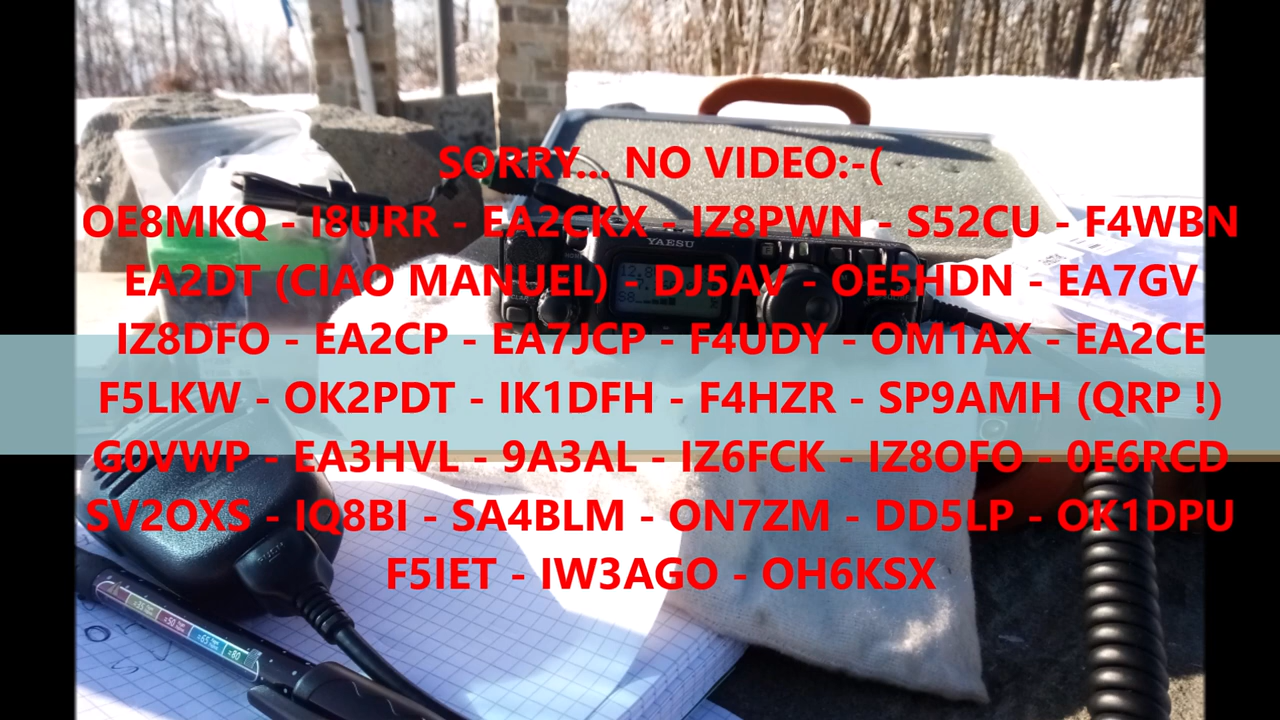 SORRY... NO VIDEO:-(
OE8MKQ - I8URR - EA2CKX - IZ8PWN - S52CU - F4WBN
YAESU
EA2DT (CIAO MANUEL) - DJ5AV - OE5HDN - EA7GV
IZ8DFO - EA2CP - EA7JCP - F4UDY - OM1AX - EA2CE
F5LKW - OK2PDT - IK1DFH - F4HZR - SP9AMH (QRP !)
G0VWP - EA3HVL - 9A3AL - IZ6FCK - IZ8OFO - 0E6RCD
SV2OXS - IQ8BI - SA4BLM - ON7ZM - DD5LP - OK1DPU
F5IET - IW3AGO - OH6KSX